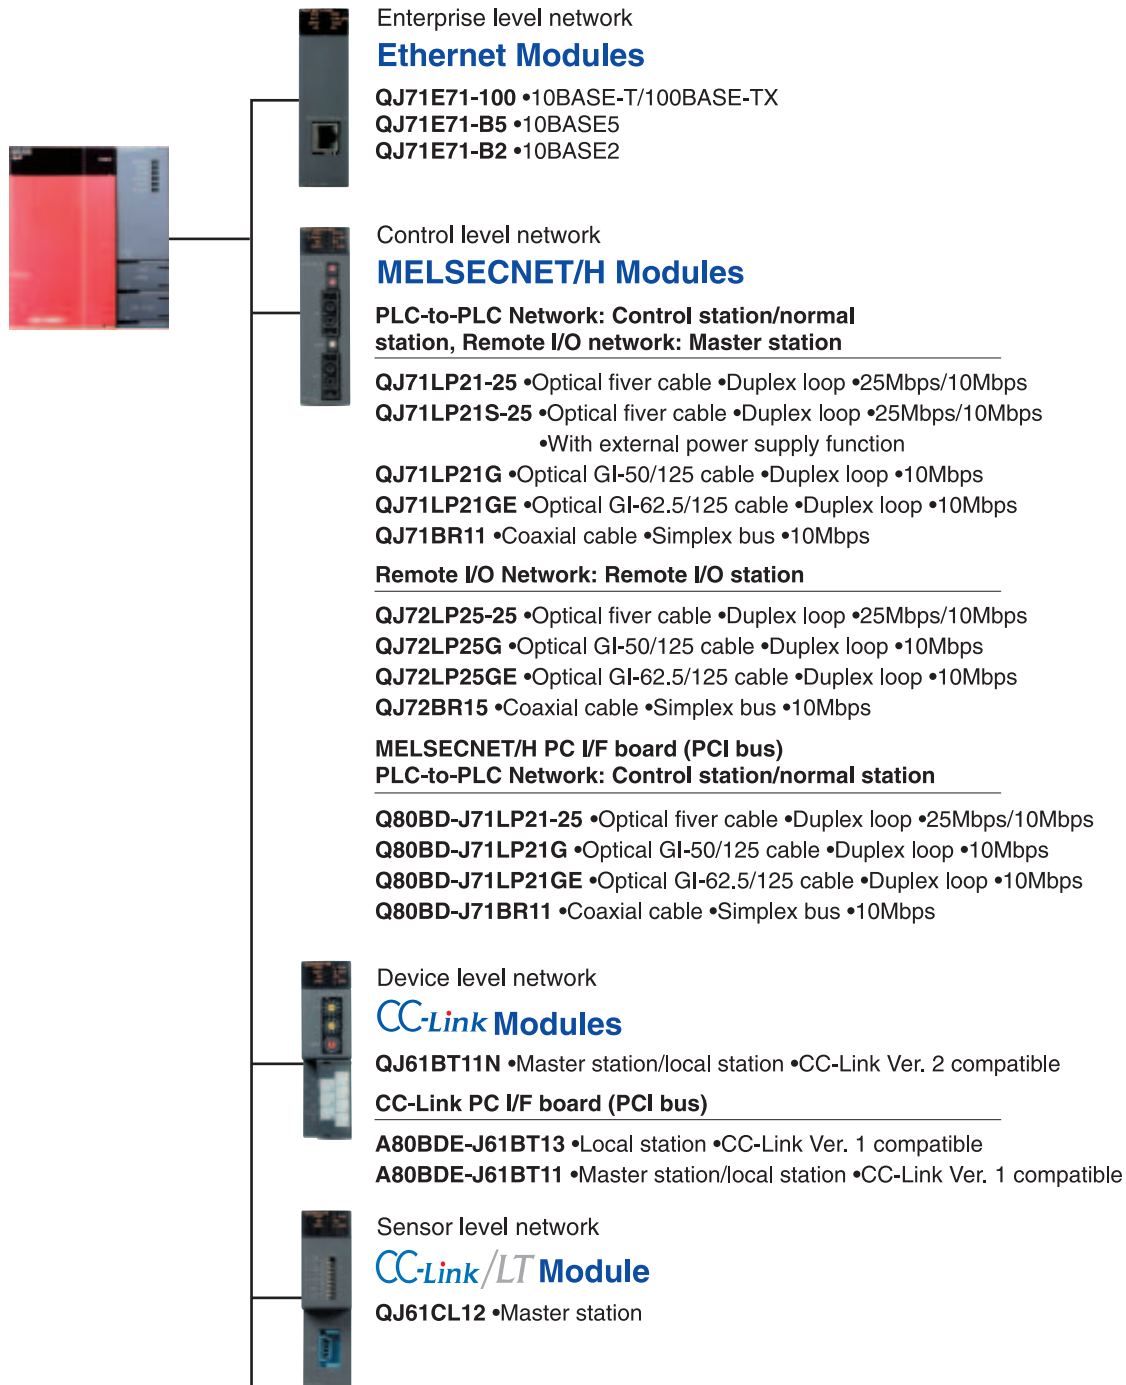 Enterprise level network
Ethernet Modules
QJ71E71-100 •10BASE-T/100BASE-TX
QJ71E71-B5 •10BASE5
QJ71E71-B2 •10BASE2
Control level network
MELSECNET/H Modules
PLC-to-PLC Network: Control station/normal
station, Remote I/O network: Master station
QJ71LP21-25 •Optical fiver cable •Duplex loop •25Mbps/10Mbps
QJ71LP21S-25 •Optical fiver cable •Duplex loop •25Mbps/10Mbps
•With external power supply function
QJ71LP21G •Optical GI-50/125 cable •Duplex loop •10Mbps
QJ71LP21GE •Optical GI-62.5/125 cable •Duplex loop •10Mbps
QJ71BR11 •Coaxial cable •Simplex bus •10Mbps
Remote I/O Network: Remote I/O station
QJ72LP25-25 •Optical fiver cable •Duplex loop •25Mbps/10Mbps
QJ72LP25G •Optical GI-50/125 cable •Duplex loop •10Mbps
QJ72LP25GE •Optical GI-62.5/125 cable •Duplex loop •10Mbps
QJ72BR15 •Coaxial cable •Simplex bus •10Mbps
MELSECNET/H PC I/F board (PCI bus)
PLC-to-PLC Network: Control station/normal station
Q80BD-J71LP21-25 •Optical fiver cable •Duplex loop •25Mbps/10Mbps
Q80BD-J71LP21G •Optical GI-50/125 cable •Duplex loop •10Mbps
Q80BD-J71LP21GE •Optical GI-62.5/125 cable •Duplex loop •10Mbps
Q80BD-J71BR11 •Coaxial cable •Simplex bus •10Mbps
Device level network
CC-Link Modules
QJ61BT11N •Master station/local station •CC-Link Ver. 2 compatible
CC-Link PC I/F board (PCI bus)
A80BDE-J61BT13 •Local station •CC-Link Ver. 1 compatible
A80BDE-J61BT11 •Master station/local station •CC-Link Ver. 1 compatible
Sensor level network
CC-Link/LT Module
QJ61CL12 •Master station